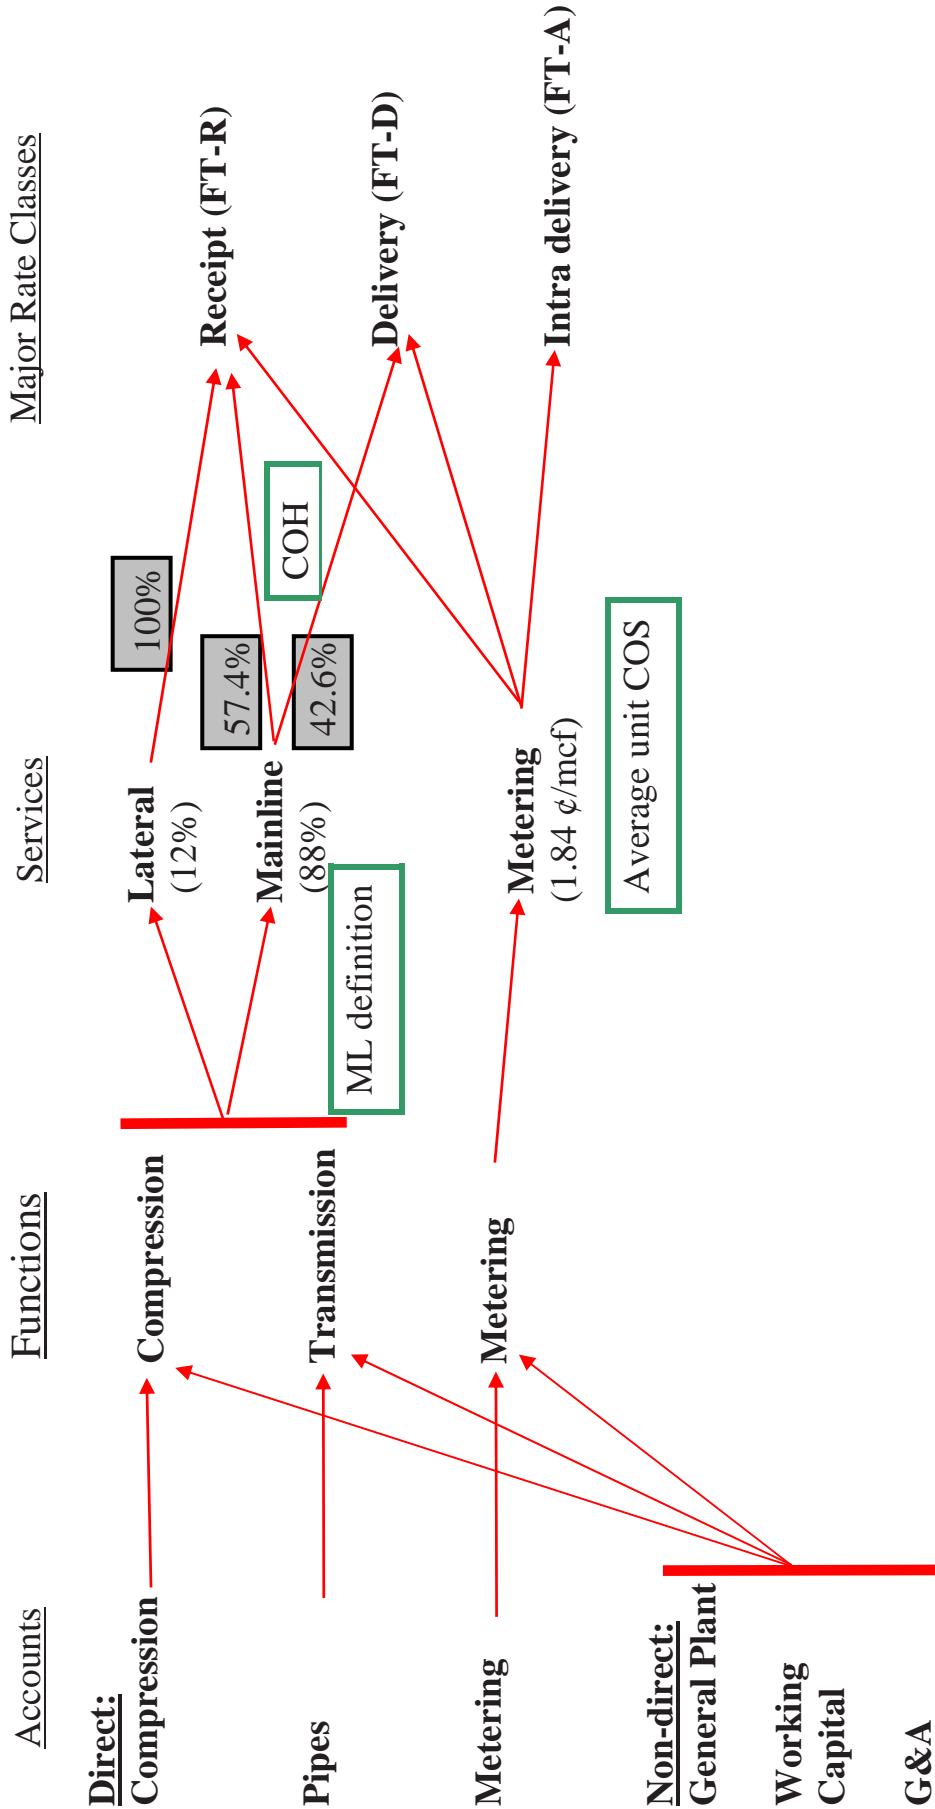 Accounts
Functions
Services
Major Rate Classes
Direct:
Compression
Pipes
Metering
Non-direct:
General Plant
Working
Capital
G&A
Compression
Transmission
Metering
ML definition
Lateral
(12%)
Mainline
(88%)
Metering
(1.84 ¢/mcf)
Average unit COS
100%
57.4%
42.6%
COH
Receipt (FT-R)
Delivery (FT-D)
Intra delivery (FT-A)